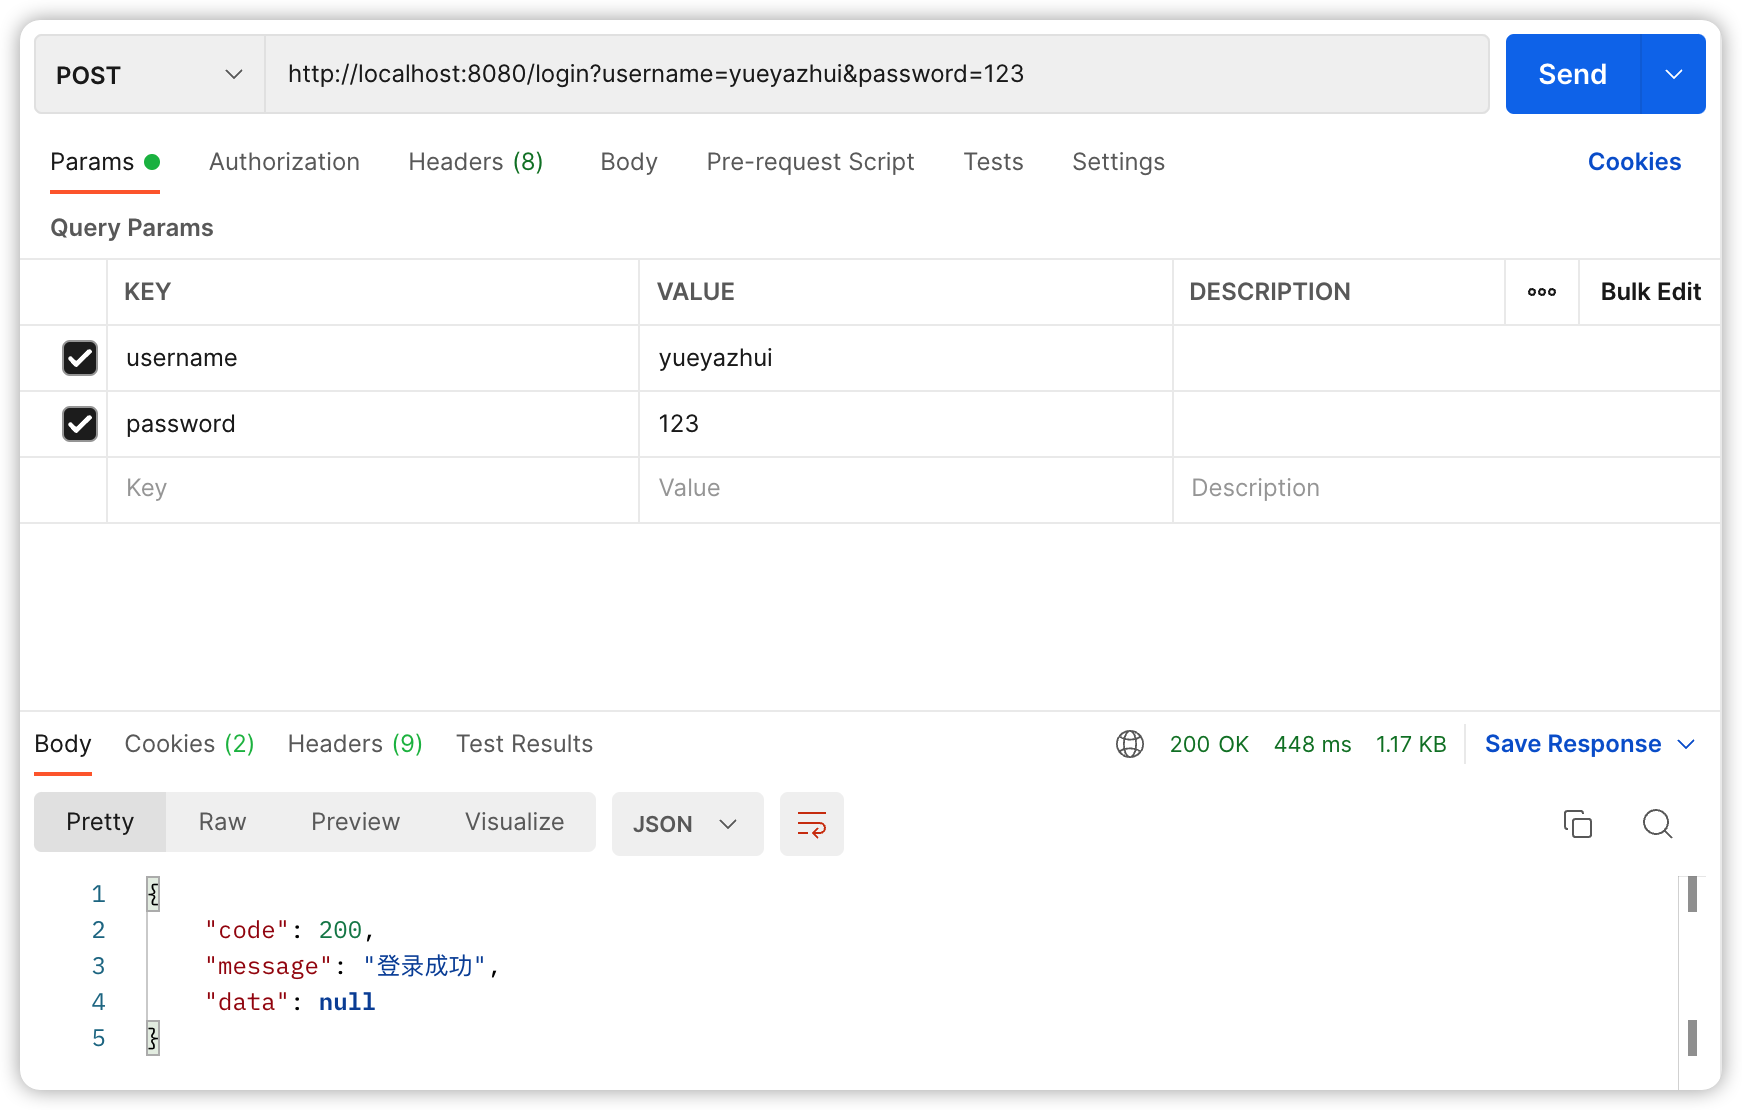 POST http://localhost:8080/login?username=yueyazhui&password=123 Send
Params Authorization Headers (8) Body Pre-request Script Tests Settings Cookies
Query Params
KEY VALUE DESCRIPTION ooo Bulk Edit
username yueyazhui
password 123
Key Value Description
Body Cookies (2) Headers (9) Test Results 200 OK 448 ms 1.17 KB Save Response
Pretty Raw Preview Visualize JSON
1 {
2 "code": 200,
3 "message": "登录成功",
4 "data": null
5 }